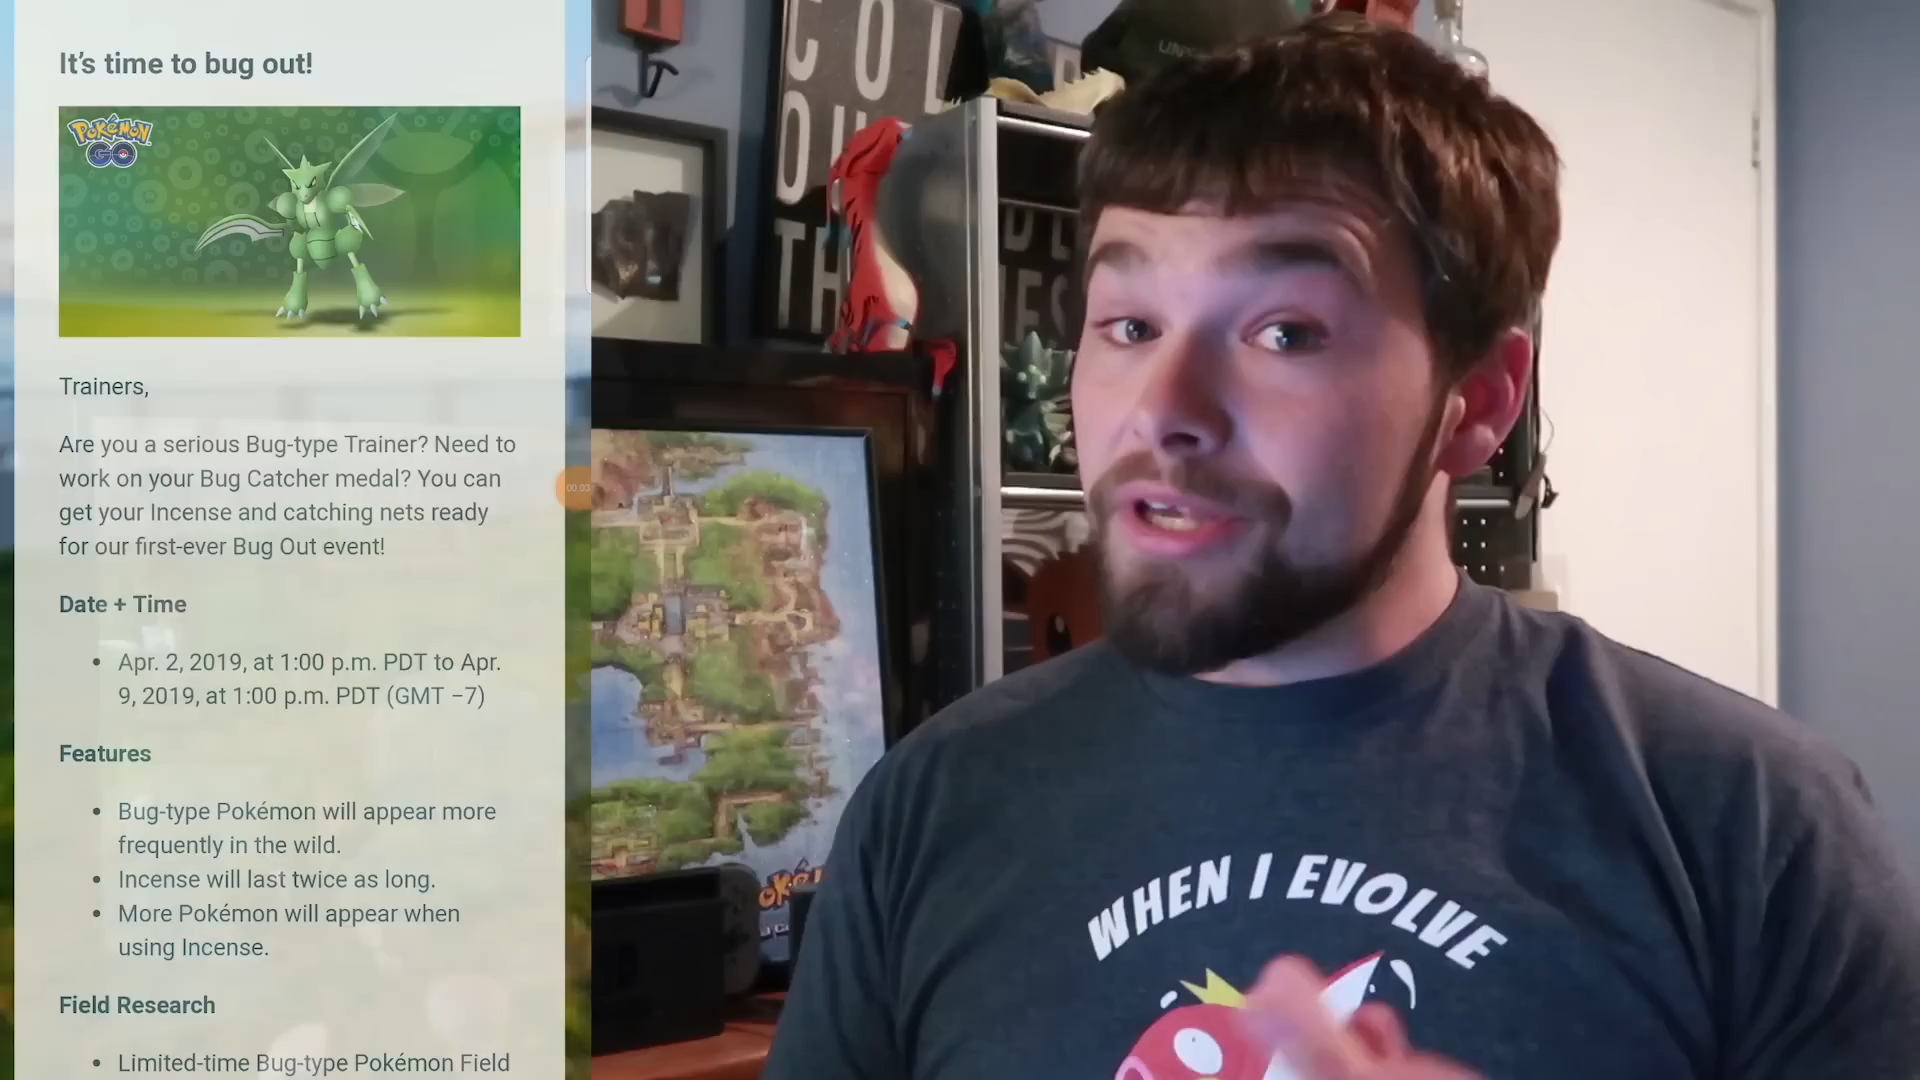 It's time to bug out!
POKéMON
GO
Trainers,
Are you a serious Bug-type Trainer? Need to
work on your Bug Catcher medal? You can
get your Incense and catching nets ready
for our first-ever Bug Out event!
Date + Time
Apr. 2, 2019, at 1:00 p.m. PDT to Apr.
9, 2019, at 1:00 p.m. PDT (GMT −7)
Features
Bug-type Pokémon will appear more
frequently in the wild.
Incense will last twice as long.
More Pokémon will appear when
using Incense.
Field Research
Limited-time Bug-type Pokémon Field
00:03
COL
TH
WHEN I EVOLVE